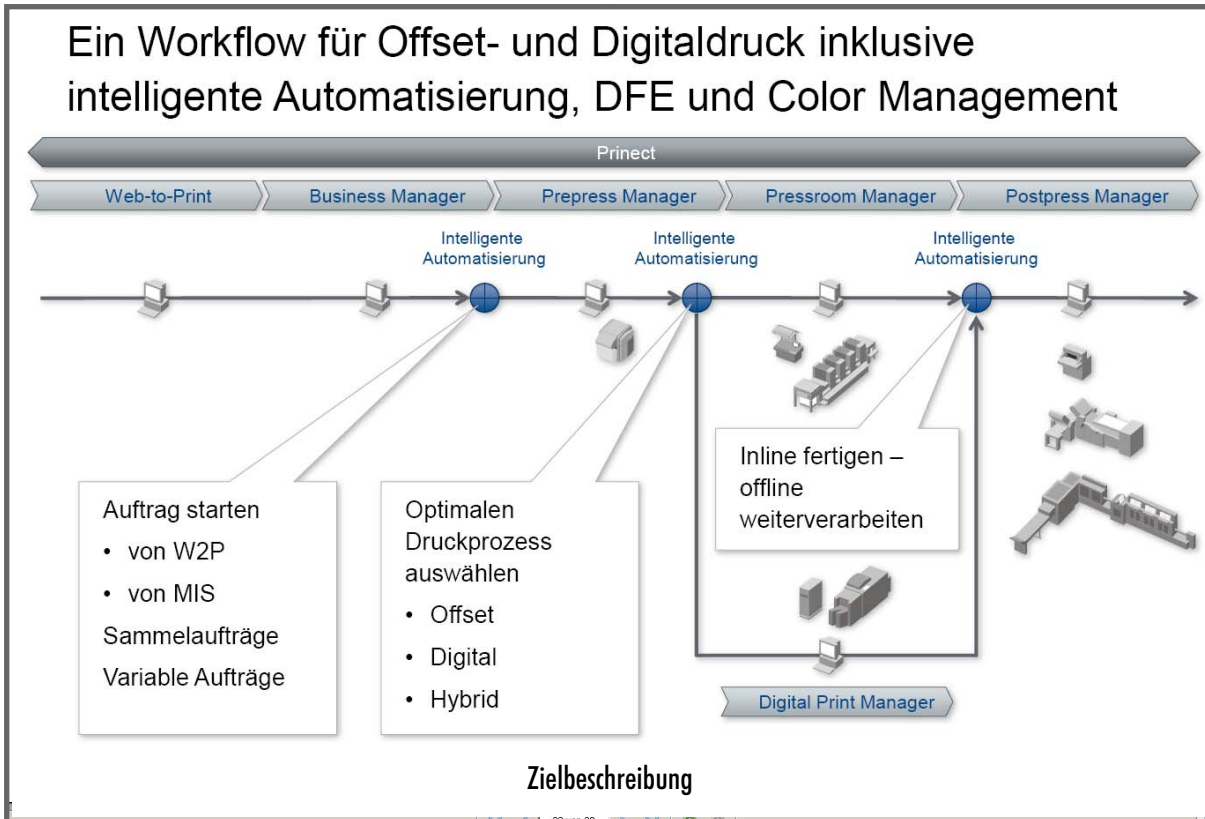 Ein Workflow für Offset- und Digitaldruck inklusive
intelligente Automatisierung, DFE und Color Management
Prinect
Web-to-Print
Business Manager
Prepress Manager
Pressroom Manager
Postpress Manager
Intelligente
Automatisierung
Intelligente
Automatisierung
Intelligente
Automatisierung
Auftrag starten
• von W2P
• von MIS
Sammelaufträge
Variable Aufträge
Optimalen
Druckprozess
auswählen
• Offset
• Digital
• Hybrid
Inline fertigen –
offline
weiterverarbeiten
Digital Print Manager
Zielbeschreibung